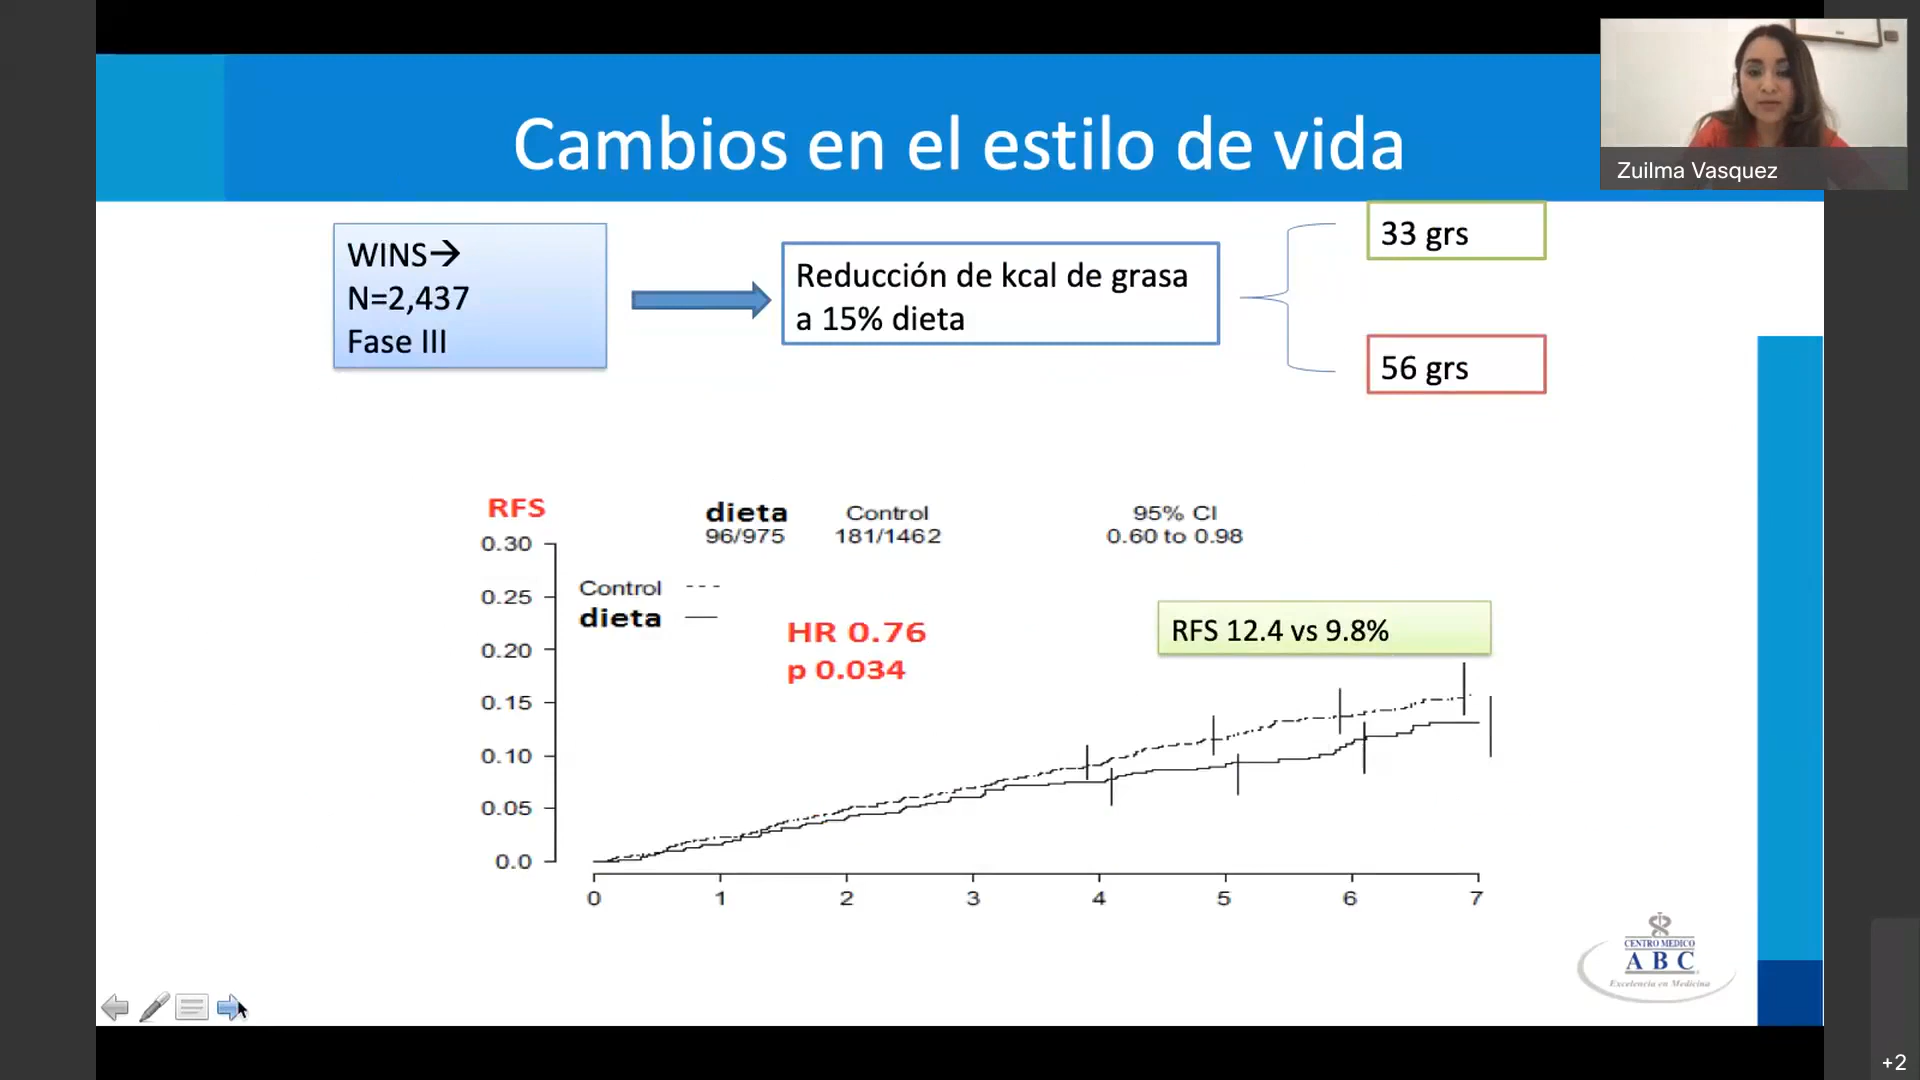 Cambios en el estilo de vida
Zuilma Vasquez
WINS→
N=2,437
Fase III
Reducción de kcal de grasa
a 15% dieta
33 grs
56 grs
RFS
dieta Control 95% CI
96/975 181/1462 0.60 to 0.98
0.30
0.25
0.20
0.15
0.10
0.05
0.0
Control
dieta
HR 0.76
p 0.034
RFS 12.4 vs 9.8%
0 1 2 3 4 5 6 7
CENTRO MEDICO
A B C
Excelencia en Medicina
+2